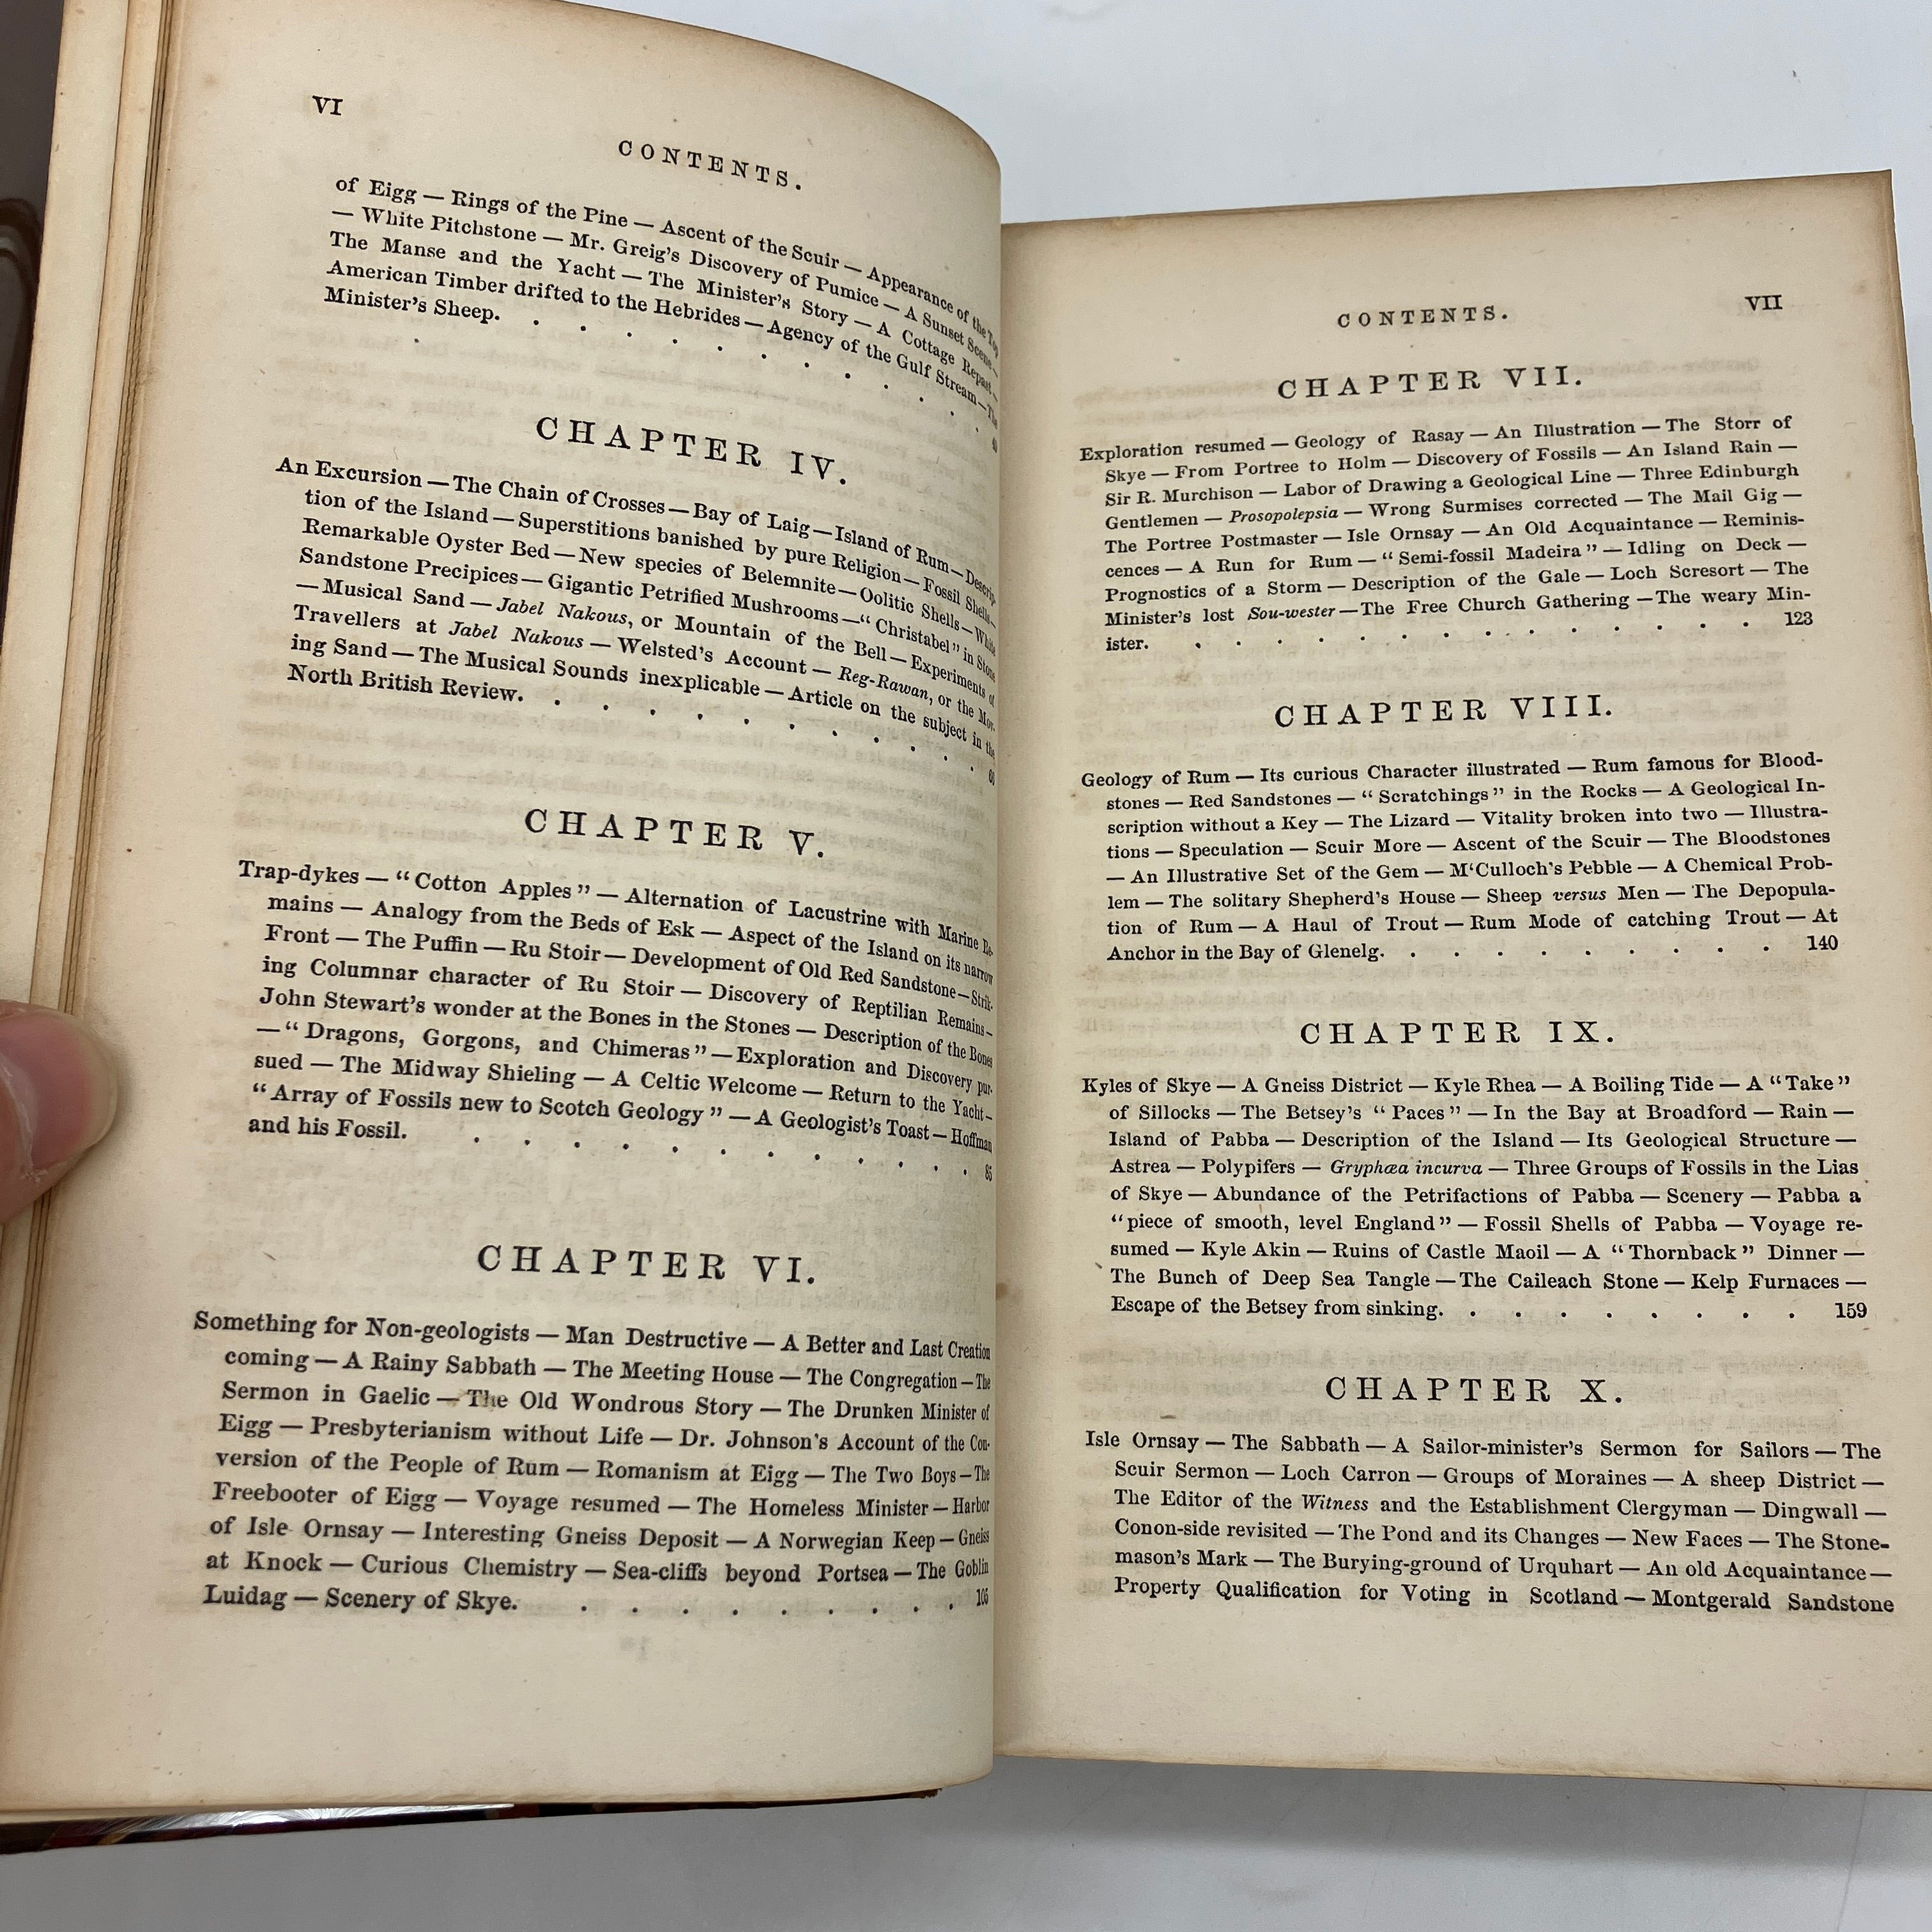 VI
CONTENTS.
of Eigg — Rings of the Pine — Ascent of the Scuir — Appearance of the Top
— White Pitchstone — Mr. Greig's Discovery of Pumice — A Sunset Scene —
The Manse and the Yacht — The Minister's Story — A Cottage Repast —
American Timber drifted to the Hebrides — Agency of the Gulf Stream — The
Minister's Sheep.
CHAPTER IV.
An Excursion — The Chain of Crosses — Bay of Laig — Island of Rum — Descrip-
tion of the Island — Superstitions banished by pure Religion — Fossil Shells —
Remarkable Oyster Bed — New species of Belemnite — Oolitic Shells — White
Sandstone Precipices — Gigantic Petrified Mushrooms — "Christabel" in Stone
— Musical Sand — Jabel Nakous, or Mountain of the Bell — Experiments of
Travellers at Jabel Nakous — Welsted's Account — Reg-Rawan, or the Mov-
ing Sand — The Musical Sounds inexplicable — Article on the subject in the
North British Review.
CHAPTER V.
Trap-dykes — "Cotton Apples" — Alternation of Lacustrine with Marine Re-
mains — Analogy from the Beds of Esk — Aspect of the Island on its narrow
Front — The Puffin — Ru Stoir — Development of Old Red Sandstone — Strik-
ing Columnar character of Ru Stoir — Discovery of Reptilian Remains —
John Stewart's wonder at the Bones in the Stones — Description of the Bones
— "Dragons, Gorgons, and Chimeras" — Exploration and Discovery pur-
sued — The Midway Shieling — A Celtic Welcome — Return to the Yacht —
"Array of Fossils new to Scotch Geology" — A Geologist's Toast — Hoffman
and his Fossil. . . . . . . . . . . . 85
CHAPTER VI.
Something for Non-geologists — Man Destructive — A Better and Last Creation
coming — A Rainy Sabbath — The Meeting House — The Congregation — The
Sermon in Gaelic — The Old Wondrous Story — The Drunken Minister of
Eigg — Presbyterianism without Life — Dr. Johnson's Account of the Con-
version of the People of Rum — Romanism at Eigg — The Two Boys — The
Freebooter of Eigg — Voyage resumed — The Homeless Minister — Harbor
of Isle Ornsay — Interesting Gneiss Deposit — A Norwegian Keep — Gneiss
at Knock — Curious Chemistry — Sea-cliffs beyond Portsea — The Goblin
Luidag — Scenery of Skye. . . . . . . . . 105
CONTENTS.
VII
CHAPTER VII.
Exploration resumed — Geology of Rasay — An Illustration — The Storr of
Skye — From Portree to Holm — Discovery of Fossils — An Island Rain —
Sir R. Murchison — Labor of Drawing a Geological Line — Three Edinburgh
Gentlemen — Prosopolepsia — Wrong Surmises corrected — The Mail Gig —
The Portree Postmaster — Isle Ornsay — An Old Acquaintance — Reminis-
cences — A Run for Rum — "Semi-fossil Madeira" — Idling on Deck —
Prognostics of a Storm — Description of the Gale — Loch Scresort — The
Minister's lost Sou-wester — The Free Church Gathering — The weary Min-
ister. . . . . . . . . . . . . . 123
CHAPTER VIII.
Geology of Rum — Its curious Character illustrated — Rum famous for Blood-
stones — Red Sandstones — "Scratchings" in the Rocks — A Geological In-
scription without a Key — The Lizard — Vitality broken into two — Illustra-
tions — Speculation — Scuir More — Ascent of the Scuir — The Bloodstones
— An Illustrative Set of the Gem — M‘Culloch's Pebble — A Chemical Prob-
lem — The solitary Shepherd's House — Sheep versus Men — The Depopula-
tion of Rum — A Haul of Trout — Rum Mode of catching Trout — At
Anchor in the Bay of Glenelg. . . . . . . . . 140
CHAPTER IX.
Kyles of Skye — A Gneiss District — Kyle Rhea — A Boiling Tide — A "Take"
of Sillocks — The Betsey's "Paces" — In the Bay at Broadford — Rain —
Island of Pabba — Description of the Island — Its Geological Structure —
Astrea — Polypifers — Gryphæa incurva — Three Groups of Fossils in the Lias
of Skye — Abundance of the Petrifactions of Pabba — Scenery — Pabba a
"piece of smooth, level England" — Fossil Shells of Pabba — Voyage re-
sumed — Kyle Akin — Ruins of Castle Maoil — A "Thornback" Dinner —
The Bunch of Deep Sea Tangle — The Caileach Stone — Kelp Furnaces —
Escape of the Betsey from sinking. . . . . . . . 159
CHAPTER X.
Isle Ornsay — The Sabbath — A Sailor-minister's Sermon for Sailors — The
Scuir Sermon — Loch Carron — Groups of Moraines — A sheep District —
The Editor of the Witness and the Establishment Clergyman — Dingwall —
Conon-side revisited — The Pond and its Changes — New Faces — The Stone-
mason's Mark — The Burying-ground of Urquhart — An old Acquaintance —
Property Qualification for Voting in Scotland — Montgerald Sandstone